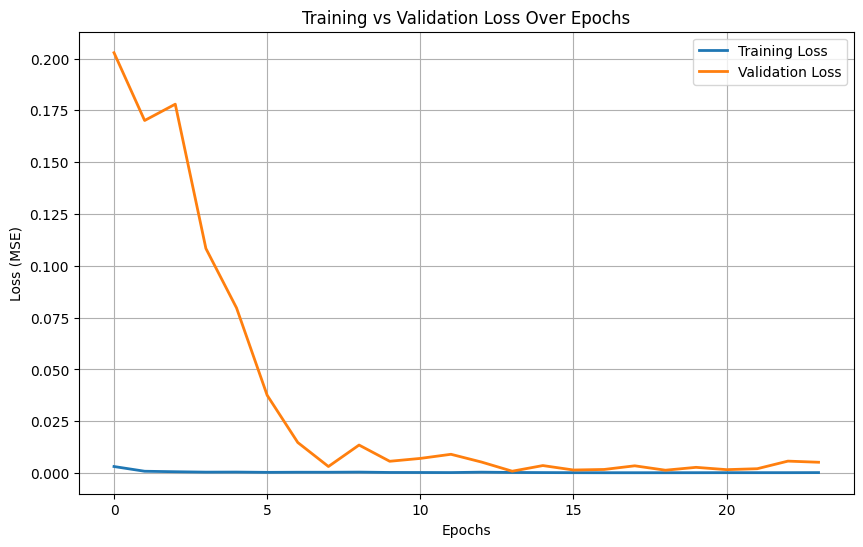 Training vs Validation Loss Over Epochs
Training Loss
Validation Loss
Loss (MSE)
0.200
0.175
0.150
0.125
0.100
0.075
0.050
0.025
0.000
0 5 10 15 20
Epochs